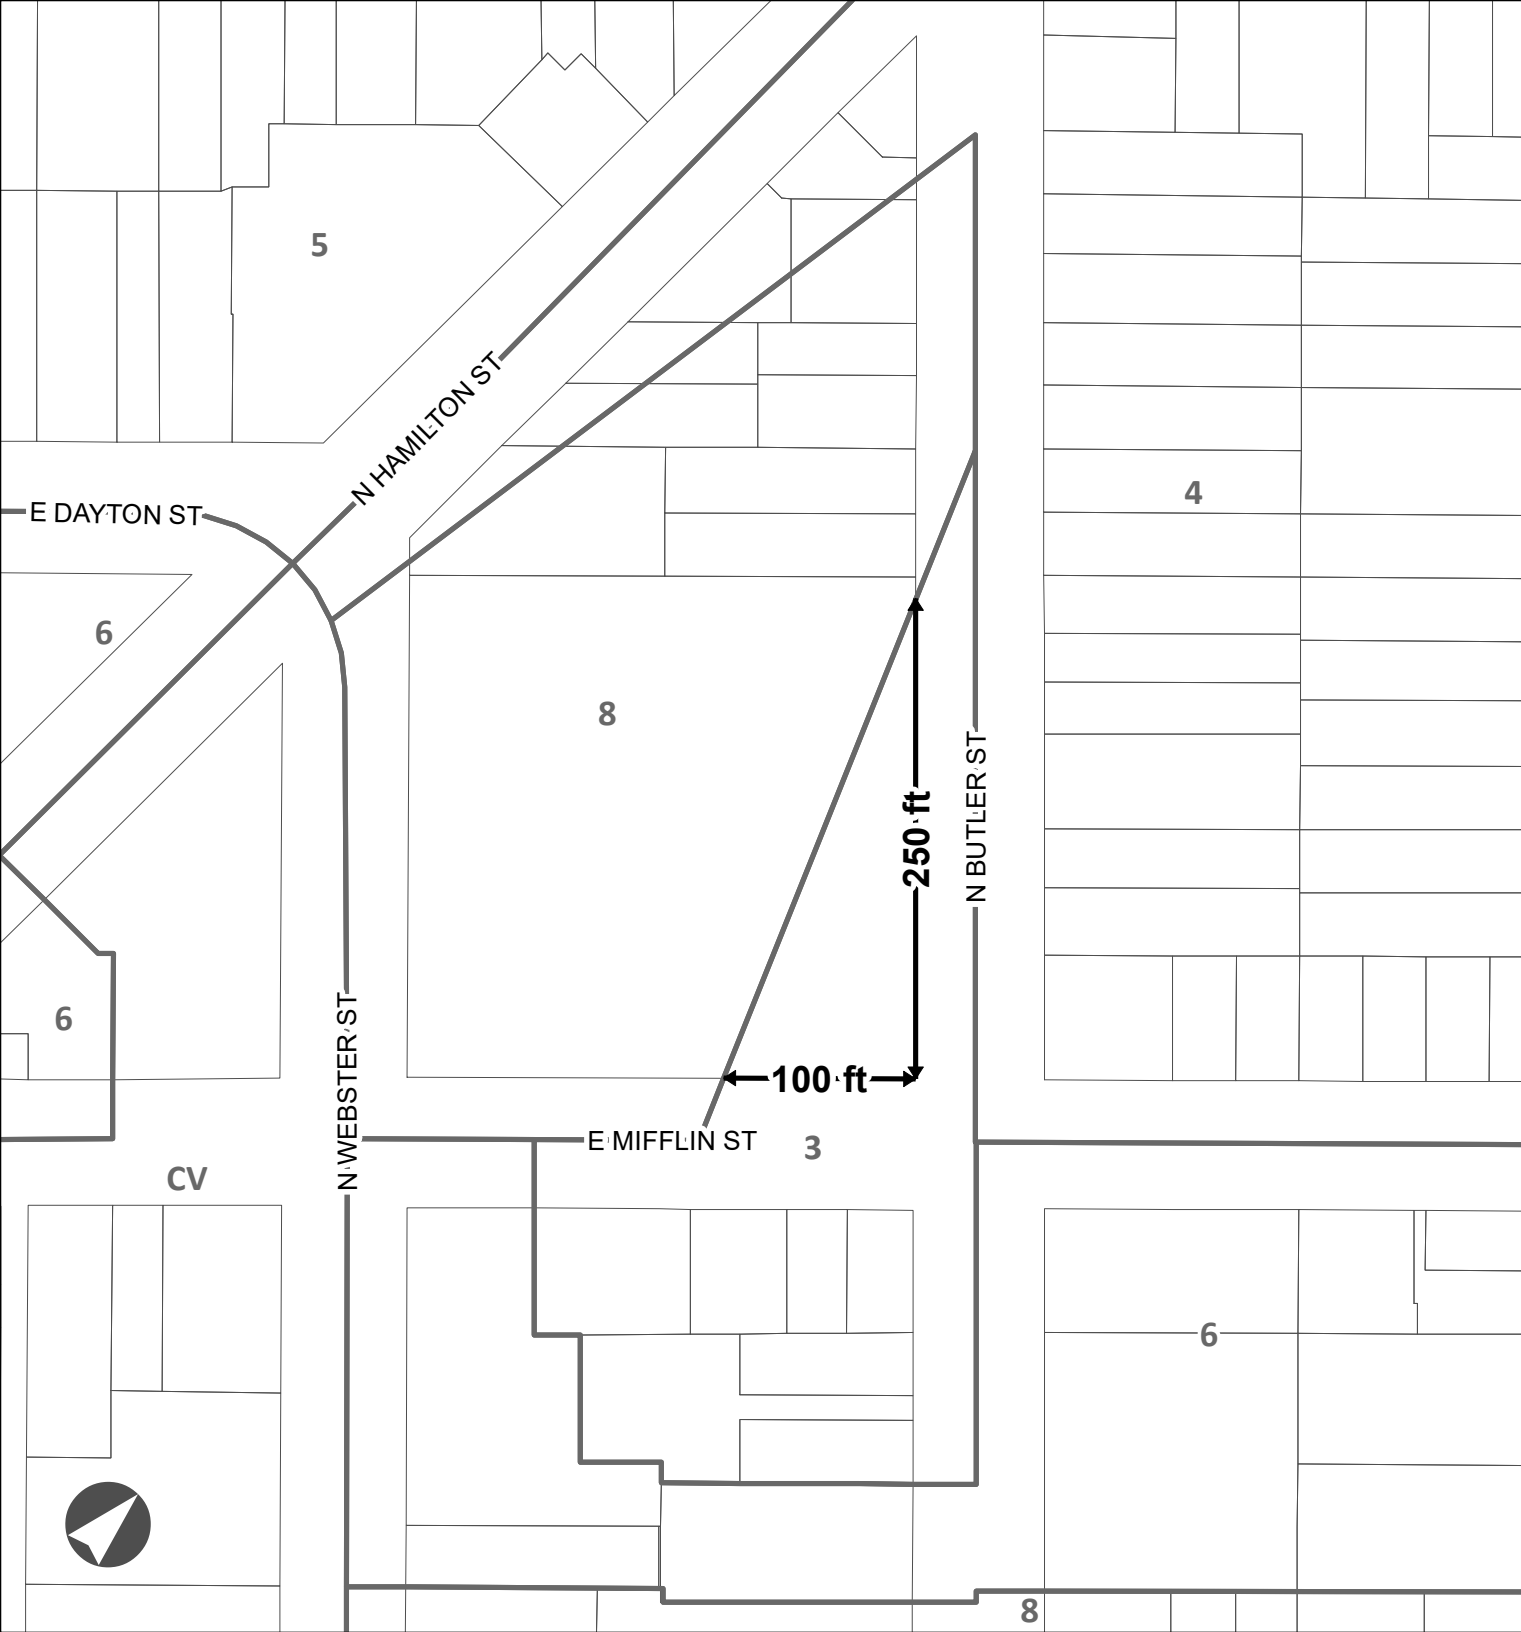 5
N HAMILTON ST
E DAYTON ST
4
6
8
N BUTLER ST
250 ft
6
N WEBSTER ST
100 ft
E MIFFLIN ST
3
CV
6
8